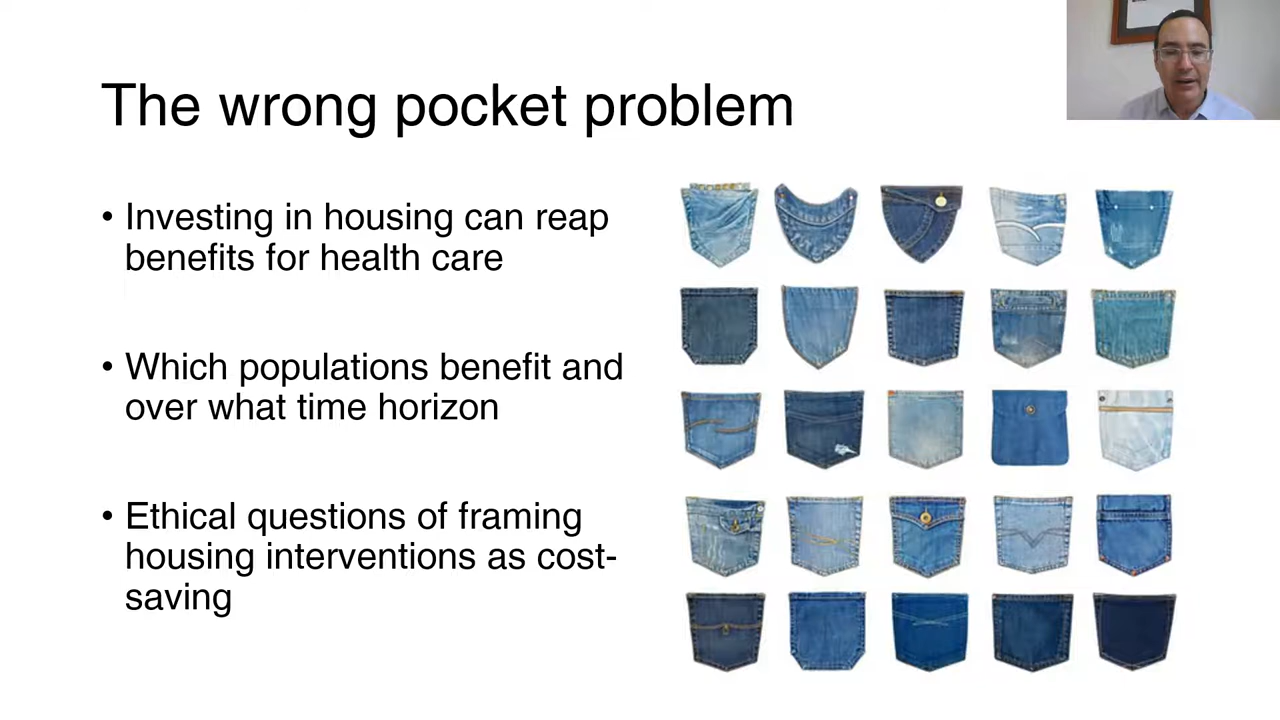 The wrong pocket problem
• Investing in housing can reap
benefits for health care
• Which populations benefit and
over what time horizon
• Ethical questions of framing
housing interventions as cost-
saving